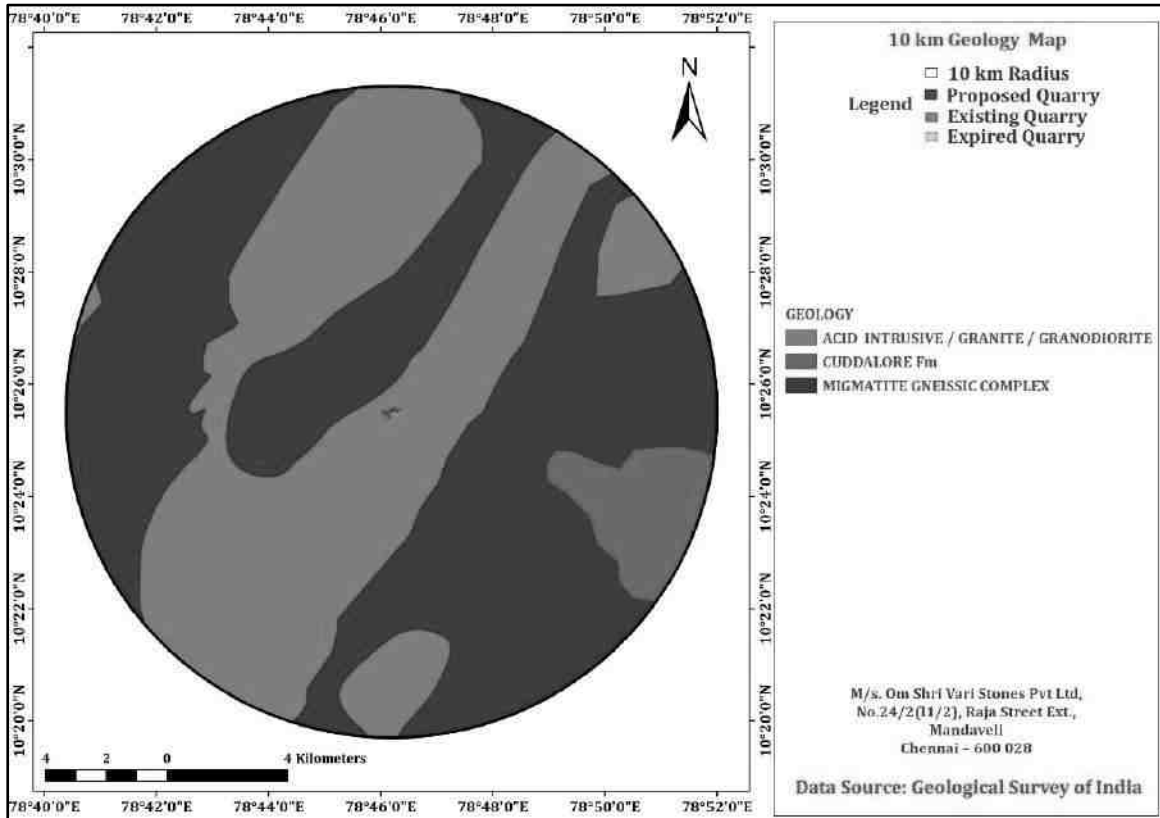 78°40'0"E 78°42'0"E 78°44'0"E 78°46'0"E 78°48'0"E 78°50'0"E 78°52'0"E
10°30'0"N 10°30'0"N
10°28'0"N 10°28'0"N
10°26'0"N 10°26'0"N
10°24'0"N 10°24'0"N
10°22'0"N 10°22'0"N
10°20'0"N 10°20'0"N
N
4 2 0 4 Kilometers
78°40'0"E 78°42'0"E 78°44'0"E 78°46'0"E 78°48'0"E 78°50'0"E 78°52'0"E
10 km Geology Map
Legend
10 km Radius
Proposed Quarry
Existing Quarry
Expired Quarry
GEOLOGY
ACID INTRUSIVE / GRANITE / GRANODIORITE
CUDDALORE Fm
MIGMATITE GNEISSIC COMPLEX
M/s. Om Shri Vari Stones Pvt Ltd,
No.24/2(11/2), Raja Street Ext.,
Mandaveli
Chennai – 600 028
Data Source: Geological Survey of India